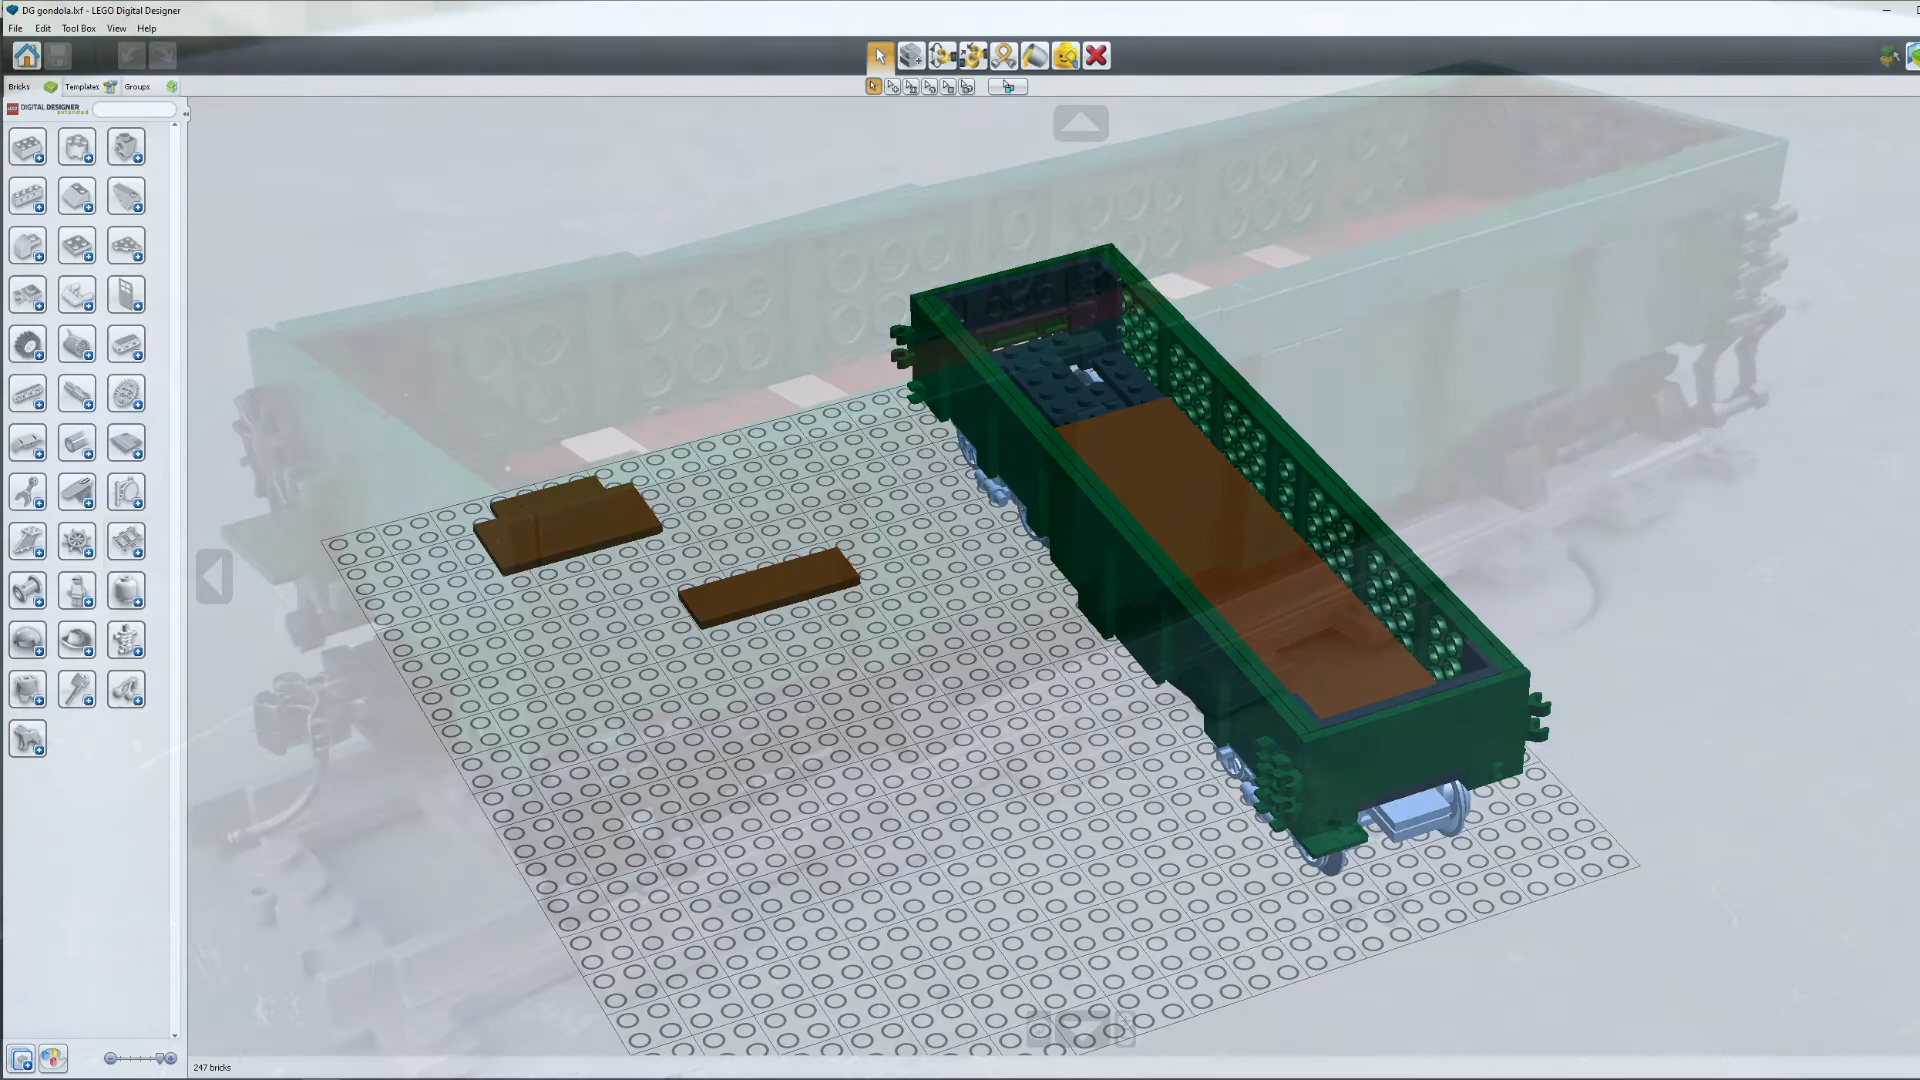 DG gondola.lxf - LEGO Digital Designer
File Edit Tool Box View Help
Bricks Templates Groups
DIGITAL DESIGNER
extended
247 bricks